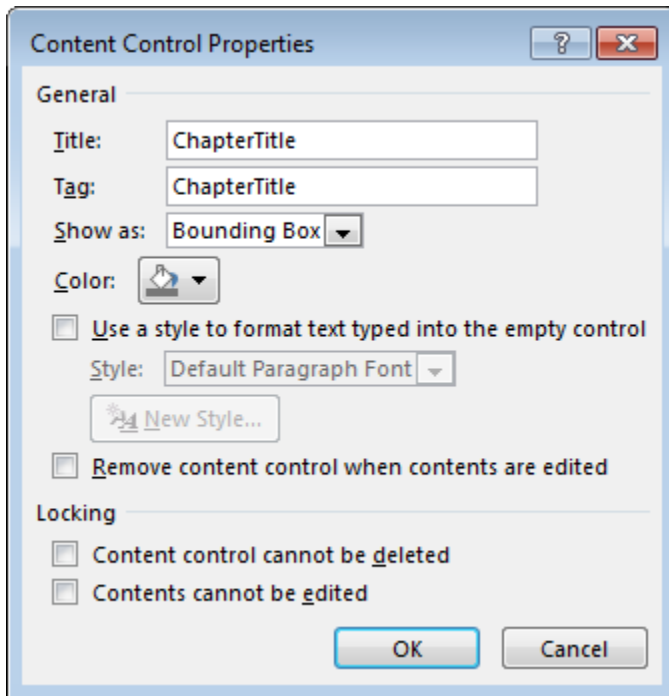 Content Control Properties
General
Title: ChapterTitle
Tag: ChapterTitle
Show as: Bounding Box
Color:
Use a style to format text typed into the empty control
Style: Default Paragraph Font
New Style...
Remove content control when contents are edited
Locking
Content control cannot be deleted
Contents cannot be edited
OK Cancel